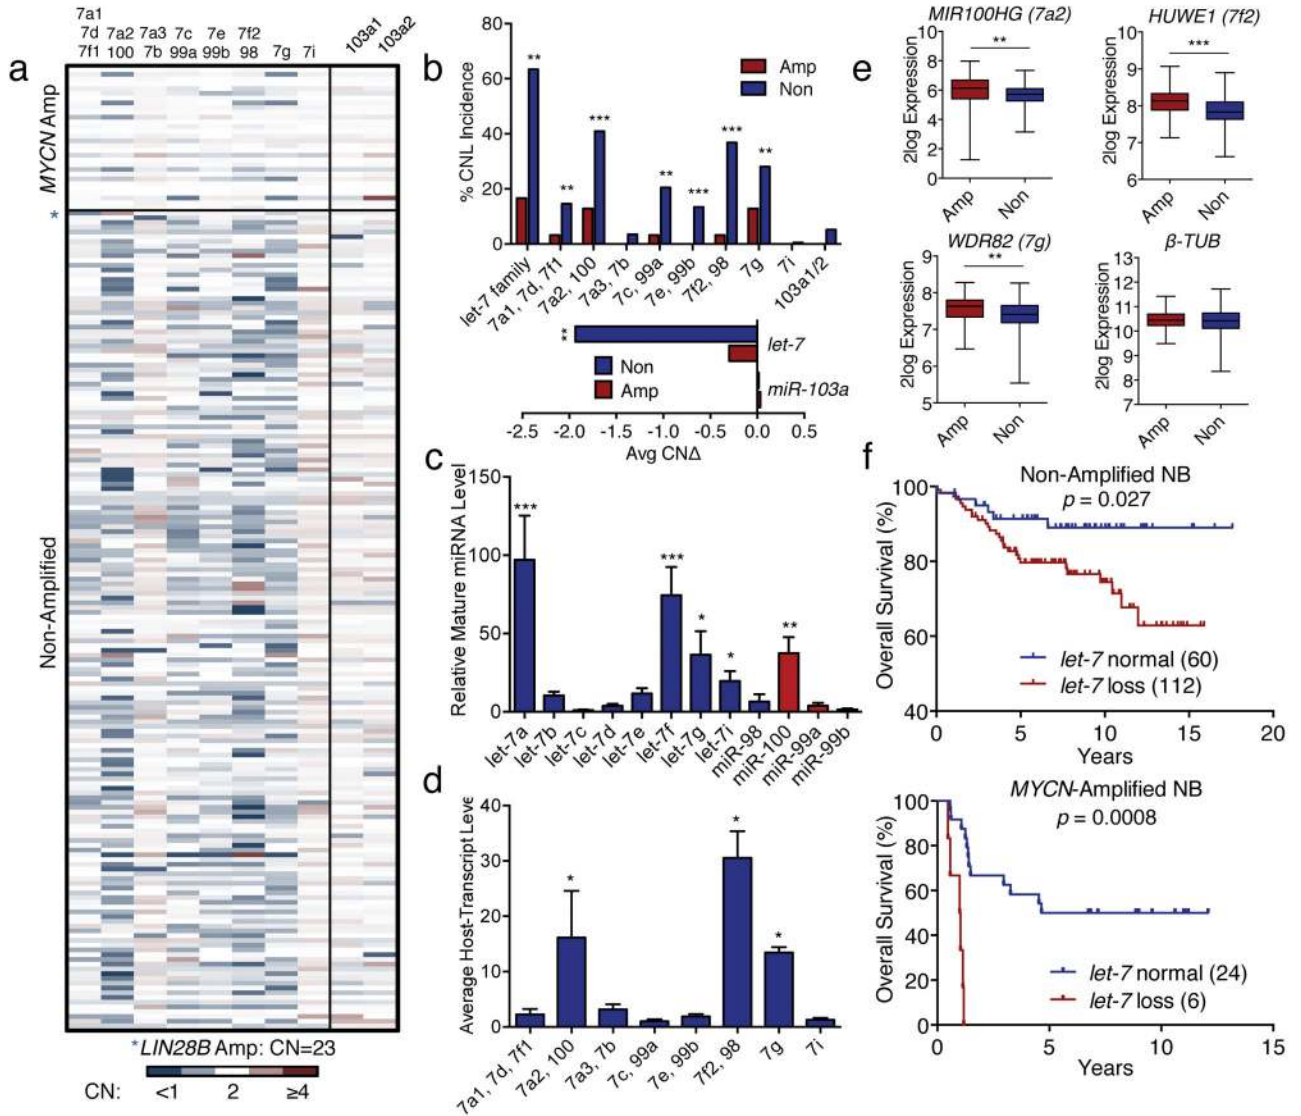 a
7a1
7d 7a2 7a3 7c 7e 7f2
7f1 100 7b 99a 99b 98 7g 7i 103a1 103a2
MYCN Amp
*
Non-Amplified
*LIN28B Amp: CN=23
CN: <1 2 ≥4
b
% CNL Incidence
60
40
20
0
Amp
Non
** ** *** ** *** *** **
let-7 family
7a1, 7d, 7f1
7a2, 100
7a3, 7b
7c, 99a
7e, 99b
7f2, 98
7g
7i
103a1/2
**
let-7
miR-103a
Non
Amp
-2.5 -2.0 -1.5 -1.0 -0.5 0.0 0.5
Avg CNΔ
c
Relative Mature miRNA Level
150
100
50
0
*** *** * * **
let-7a
let-7b
let-7c
let-7d
let-7e
let-7f
let-7g
let-7i
miR-98
miR-100
miR-99a
miR-99b
d
Average Host-Transcript Leve
40
30
20
10
0
* * *
7a1, 7d, 7f1
7a2, 100
7a3, 7b
7c, 99a
7e, 99b
7f2, 98
7g
7i
e
MIR100HG (7a2)
2log Expression
10
8
6
4
2
0
**
Amp Non
HUWE1 (7f2)
2log Expression
10
9
8
7
6
***
Amp Non
WDR82 (7g)
2log Expression
9
8
7
6
5
**
Amp Non
β-TUB
2log Expression
13
12
11
10
9
8
7
Amp Non
f
Non-Amplified NB
p = 0.027
Overall Survival (%)
100
80
60
40
let-7 normal (60)
let-7 loss (112)
0 5 10 15 20
Years
MYCN-Amplified NB
p = 0.0008
Overall Survival (%)
100
80
60
40
20
0
let-7 normal (24)
let-7 loss (6)
0 5 10 15
Years